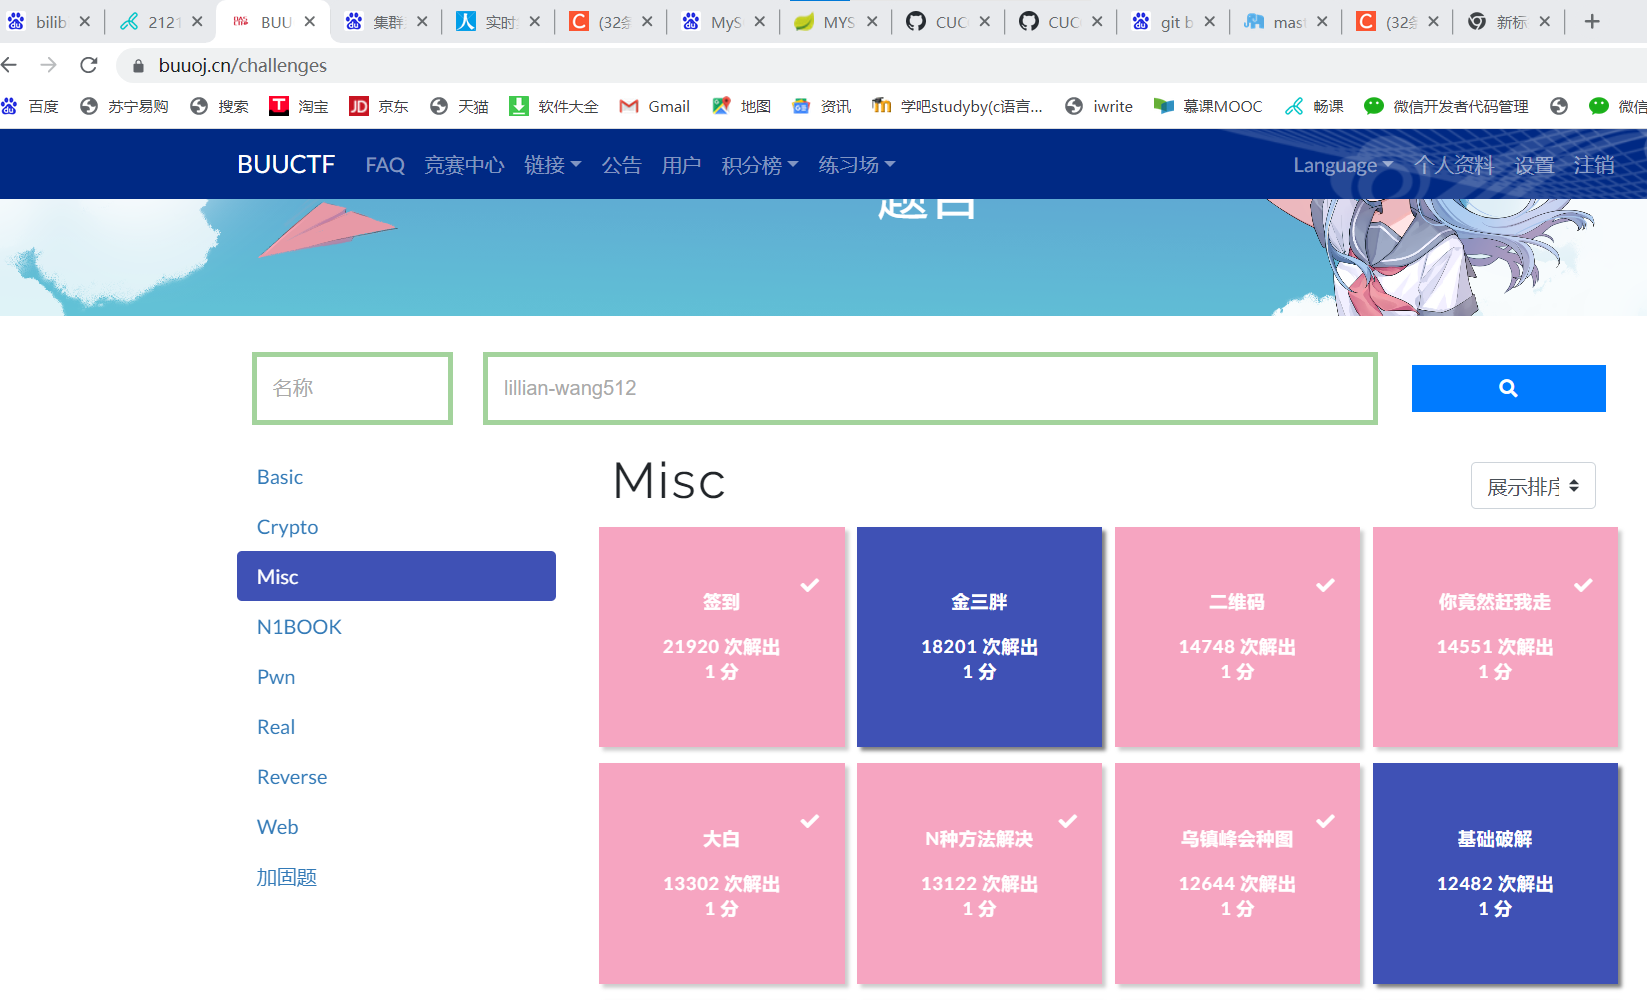 bilib 2121 BUU 集群 实时 (32条 MyS MYS CUC CUC git b mast (32条 新标
buuoj.cn/challenges
百度 苏宁易购 搜索 淘宝 京东 天猫 软件大全 Gmail 地图 资讯 学吧studyby(c语言... iwrite 慕课MOOC 畅课 微信开发者代码管理 微信
BUUCTF FAQ 竞赛中心 链接 公告 用户 积分榜 练习场 Language 个人资料 设置 注销
题目
名称 lillian-wang512
Basic
Crypto
Misc
N1BOOK
Pwn
Real
Reverse
Web
加固题
Misc
展示排序
签到
21920 次解出
1 分
金三胖
18201 次解出
1 分
二维码
14748 次解出
1 分
你竟然赶我走
14551 次解出
1 分
大白
13302 次解出
1 分
N种方法解决
13122 次解出
1 分
乌镇峰会种图
12644 次解出
1 分
基础破解
12482 次解出
1 分